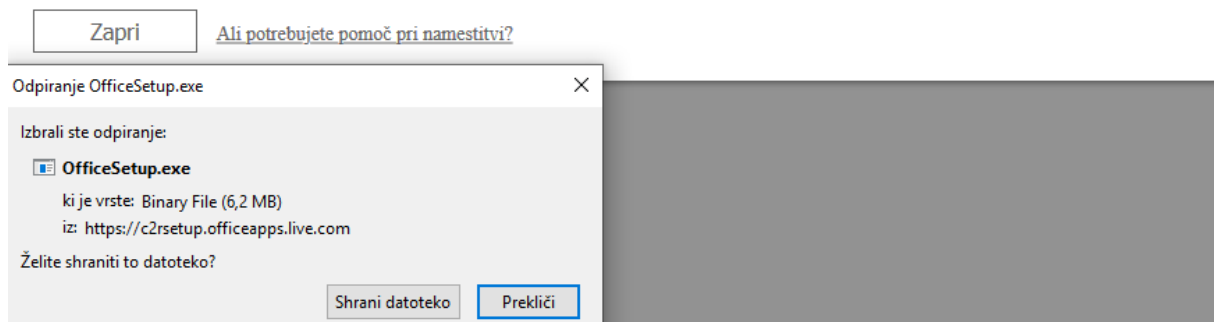 Zapri
Ali potrebujete pomoč pri namestitvi?
Odpiranje OfficeSetup.exe
Izbrali ste odpiranje:
OfficeSetup.exe
ki je vrste: Binary File (6,2 MB)
iz: https://c2rsetup.officeapps.live.com
Želite shraniti to datoteko?
Shrani datoteko
Prekliči